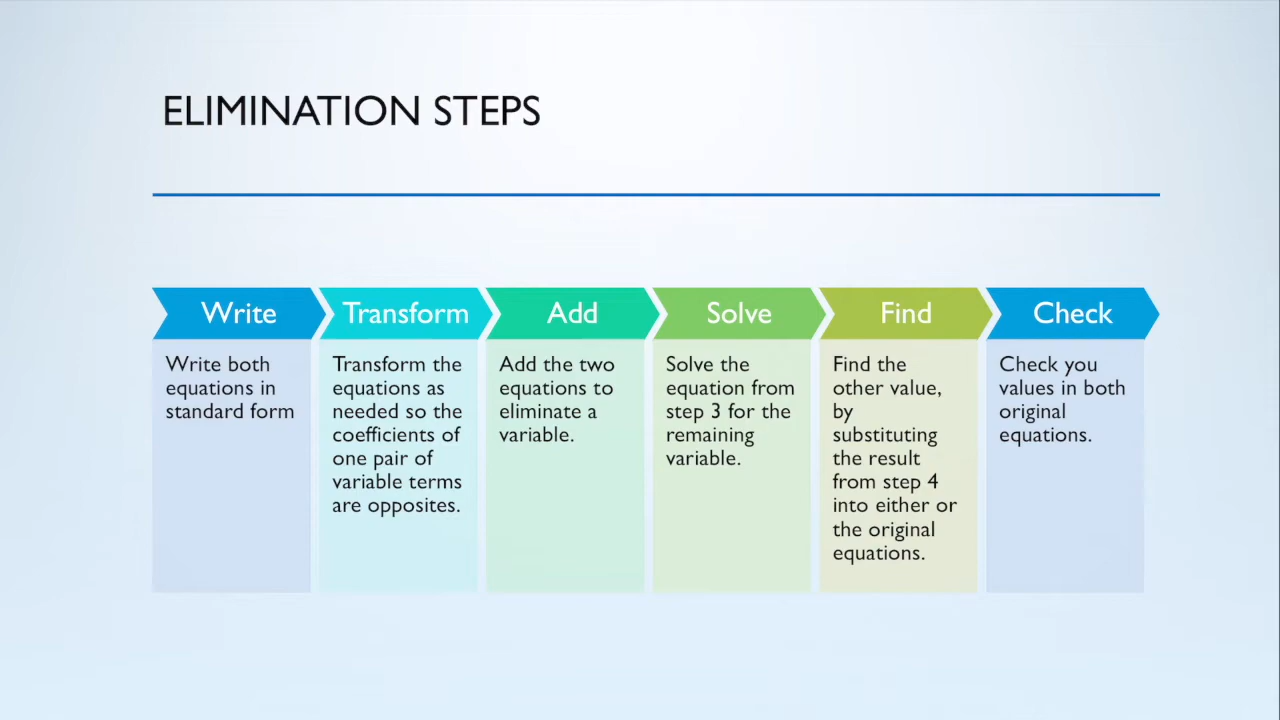 ELIMINATION STEPS
Write
Write both
equations in
standard form
Transform
Transform the
equations as
needed so the
coefficients of
one pair of
variable terms
are opposites.
Add
Add the two
equations to
eliminate a
variable.
Solve
Solve the
equation from
step 3 for the
remaining
variable.
Find
Find the
other value,
by
substituting
the result
from step 4
into either or
the original
equations.
Check
Check you
values in both
original
equations.